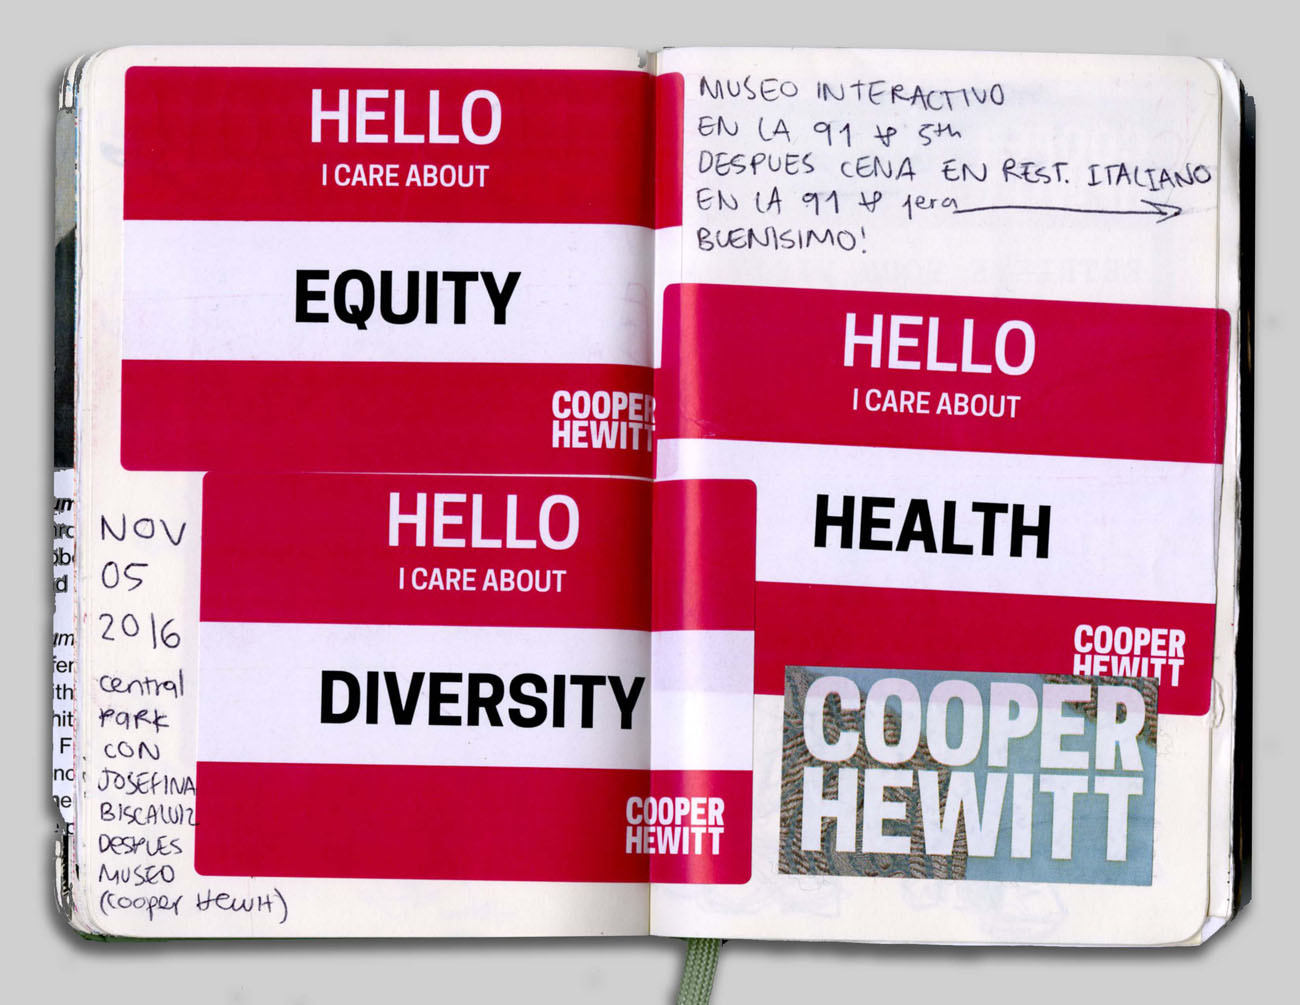 HELLO
I CARE ABOUT
EQUITY
COOPER
HEWITT
HELLO
I CARE ABOUT
DIVERSITY
COOPER
HEWITT
NOV
05
2016
central
PARK
CON
JOSEFINA
DESPUES
MUSEO
(Cooper Hewitt)
MUSEO INTERACTIVO
EN LA 91 & 5th
DESPUES CENA EN REST. ITALIANO
EN LA 91 & 1era
BUENISIMO!
HELLO
I CARE ABOUT
HEALTH
COOPER
HEWITT
COOPER
HEWITT